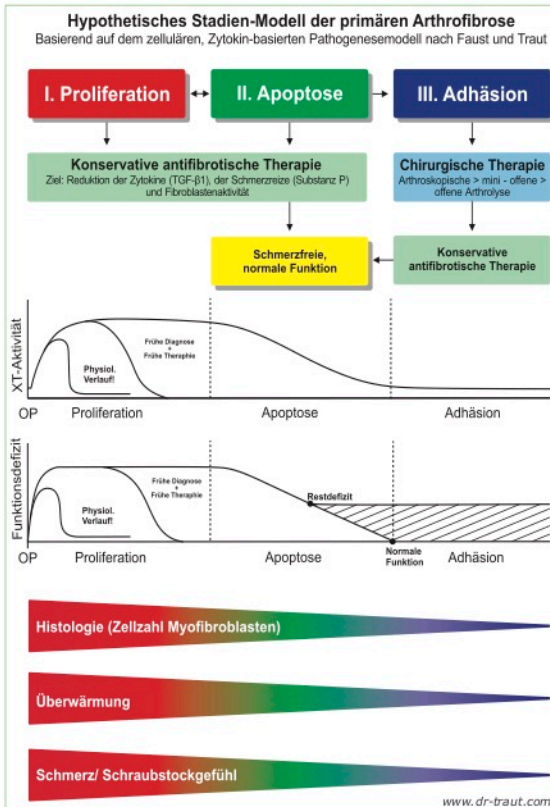 Hypothetisches Stadien-Modell der primären Arthrofibrose
Basierend auf dem zellulären, Zytokin-basierten Pathogenesemodell nach Faust und Traut
I. Proliferation
II. Apoptose
III. Adhäsion
Konservative antifibrotische Therapie
Ziel: Reduktion der Zytokine (TGF-β1), der Schmerzreize (Substanz P)
und Fibroblastenaktivität
Chirurgische Therapie
Arthroskopische > mini - offene >
offene Arthrolyse
Schmerzfreie,
normale Funktion
Konservative
antifibrotische Therapie
XT-Aktivität
Physiol.
Verlauf!
Frühe Diagnose
+
Frühe Theraphie
OP
Proliferation
Apoptose
Adhäsion
Funktionsdefizit
Physiol.
Verlauf!
Frühe Diagnose
+
Frühe Theraphie
Restdefizit
OP
Proliferation
Apoptose
Normale
Funktion
Adhäsion
Histologie (Zellzahl Myofibroblasten)
Überwärmung
Schmerz/ Schraubstockgefühl
www.dr-traut.com